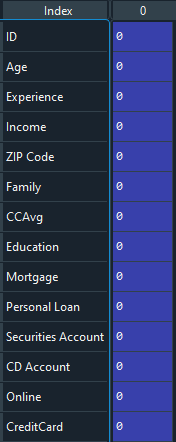 Index 0
ID 0
Age 0
Experience 0
Income 0
ZIP Code 0
Family 0
CCAvg 0
Education 0
Mortgage 0
Personal Loan 0
Securities Account 0
CD Account 0
Online 0
CreditCard 0